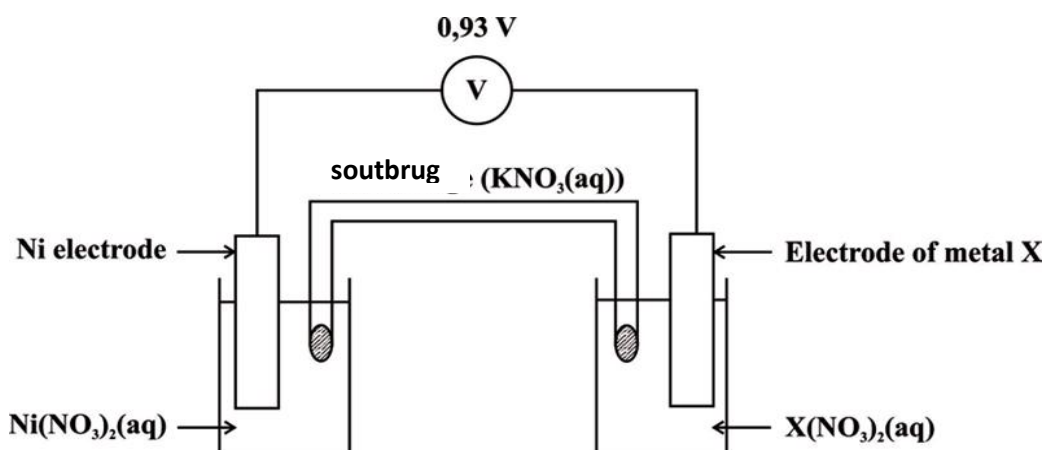 0,93 V
V
soutbrug (KNO₃(aq))
Ni electrode
Electrode of metal X
Ni(NO₃)₂(aq)
X(NO₃)₂(aq)